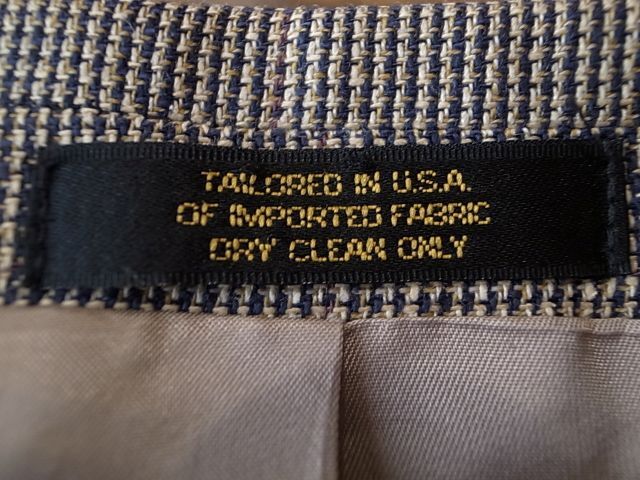 TAILORED IN U.S.A.
OF IMPORTED FABRIC
DRY CLEAN ONLY